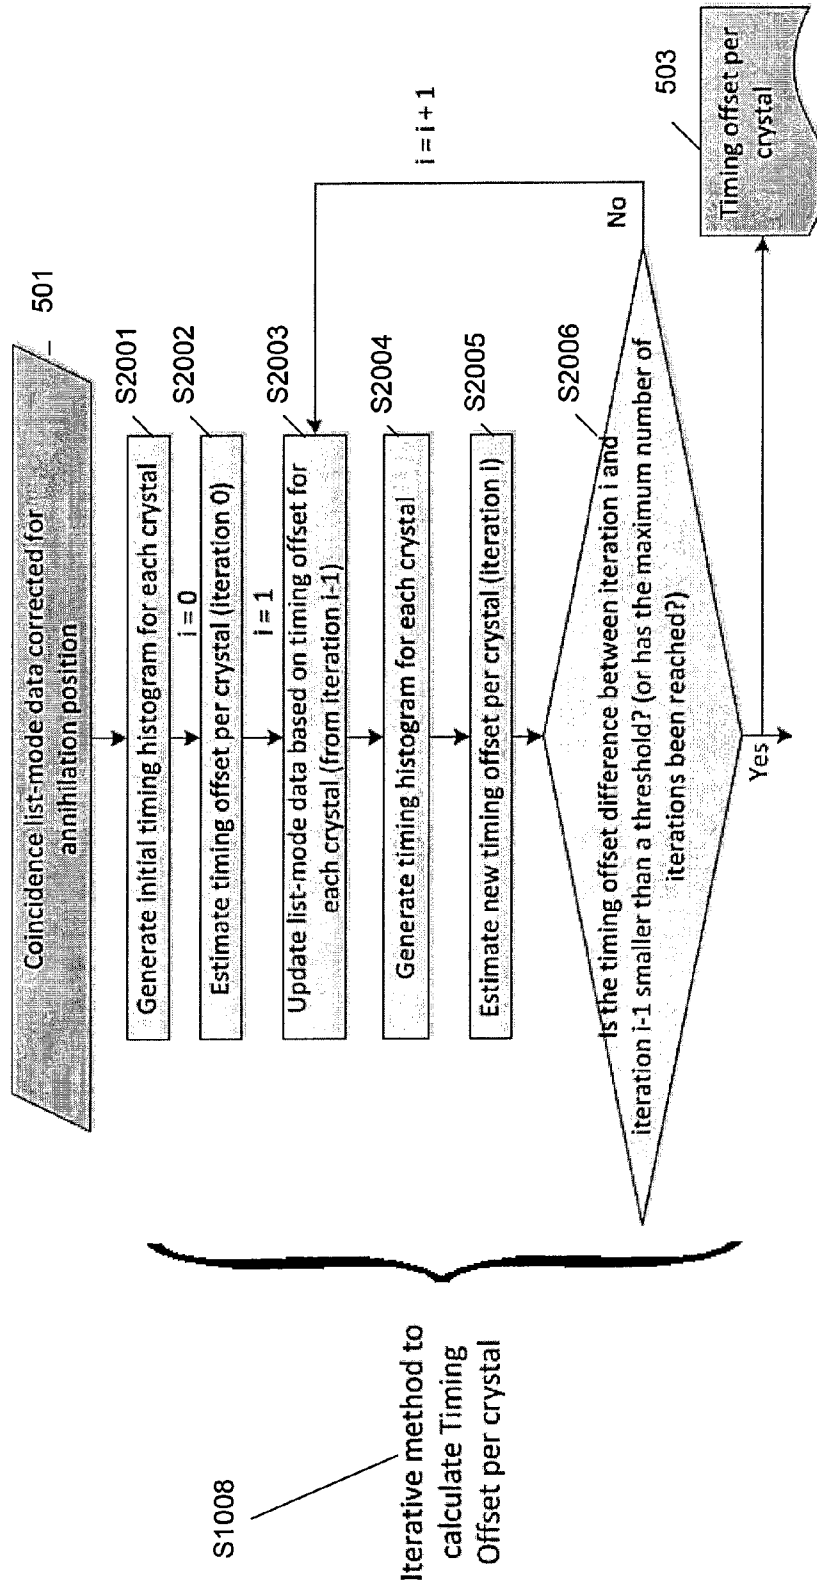 Coincidence list-mode data corrected for
annihilation position
501
Generate initial timing histogram for each crystal
S2001
i = 0
Estimate timing offset per crystal (iteration 0)
S2002
i = 1
Update list-mode data based on timing offset for
each crystal (from iteration i-1)
S2003
Generate timing histogram for each crystal
S2004
Estimate new timing offset per crystal (iteration i)
S2005
Is the timing offset difference between iteration i and
iteration i-1 smaller than a threshold? (or has the maximum number of
iterations been reached?)
S2006
No
i = i + 1
Yes
Timing offset per
crystal
503
S1008
Iterative method to
calculate Timing
Offset per crystal